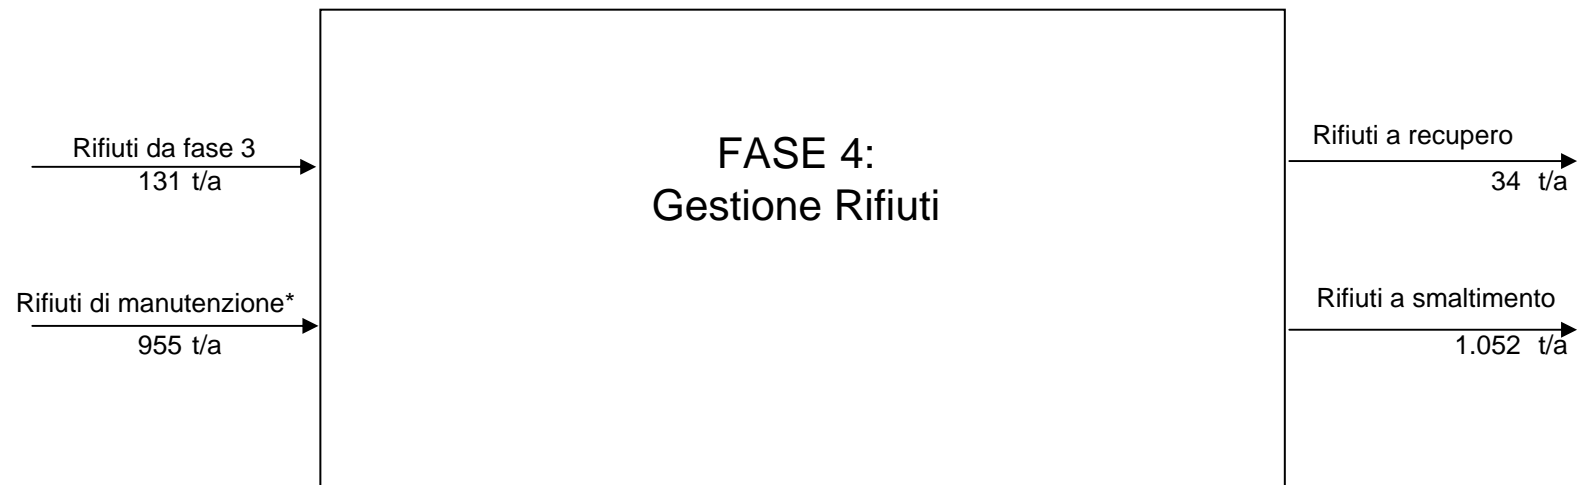 Rifiuti da fase 3
131 t/a
Rifiuti di manutenzione*
955 t/a
FASE 4:
Gestione Rifiuti
Rifiuti a recupero
34 t/a
Rifiuti a smaltimento
1.052 t/a